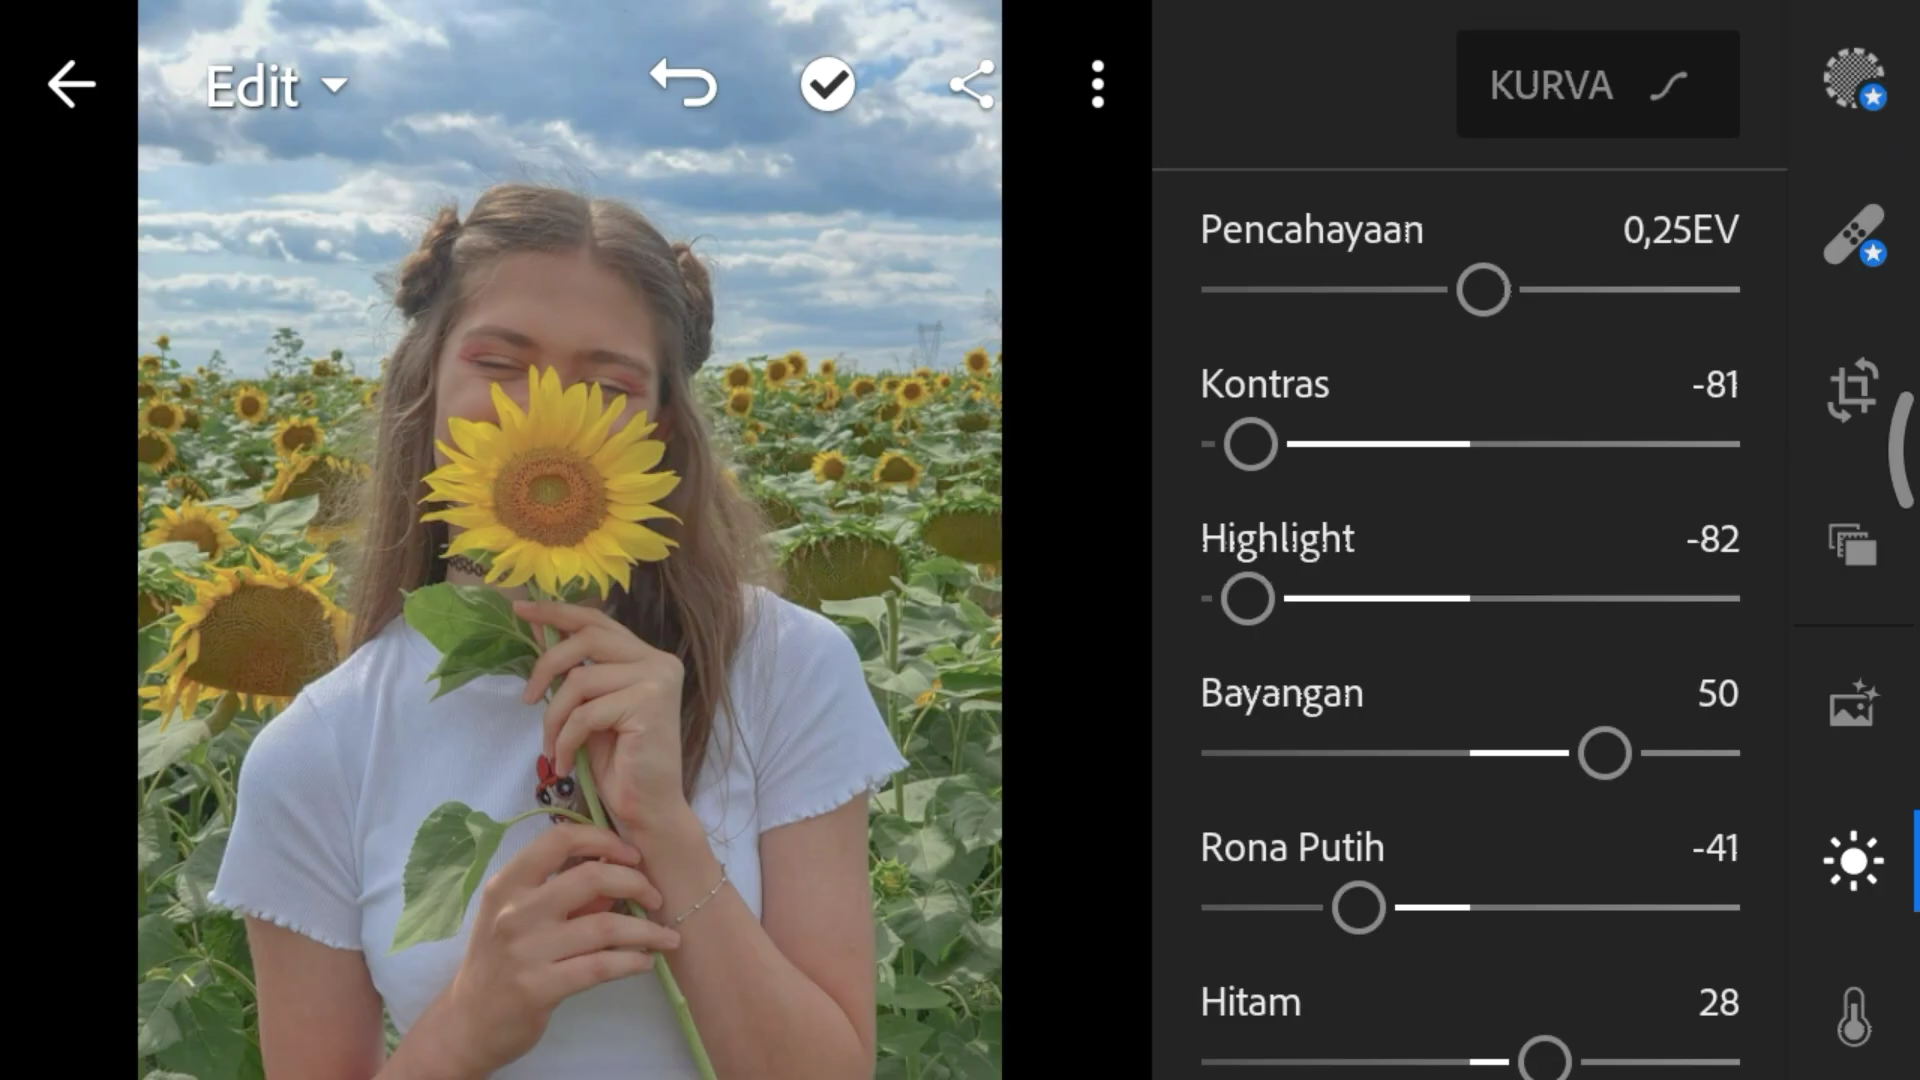 Edit
KURVA
Pencahayaan 0,25EV
Kontras -81
Highlight -82
Bayangan 50
Rona Putih -41
Hitam 28